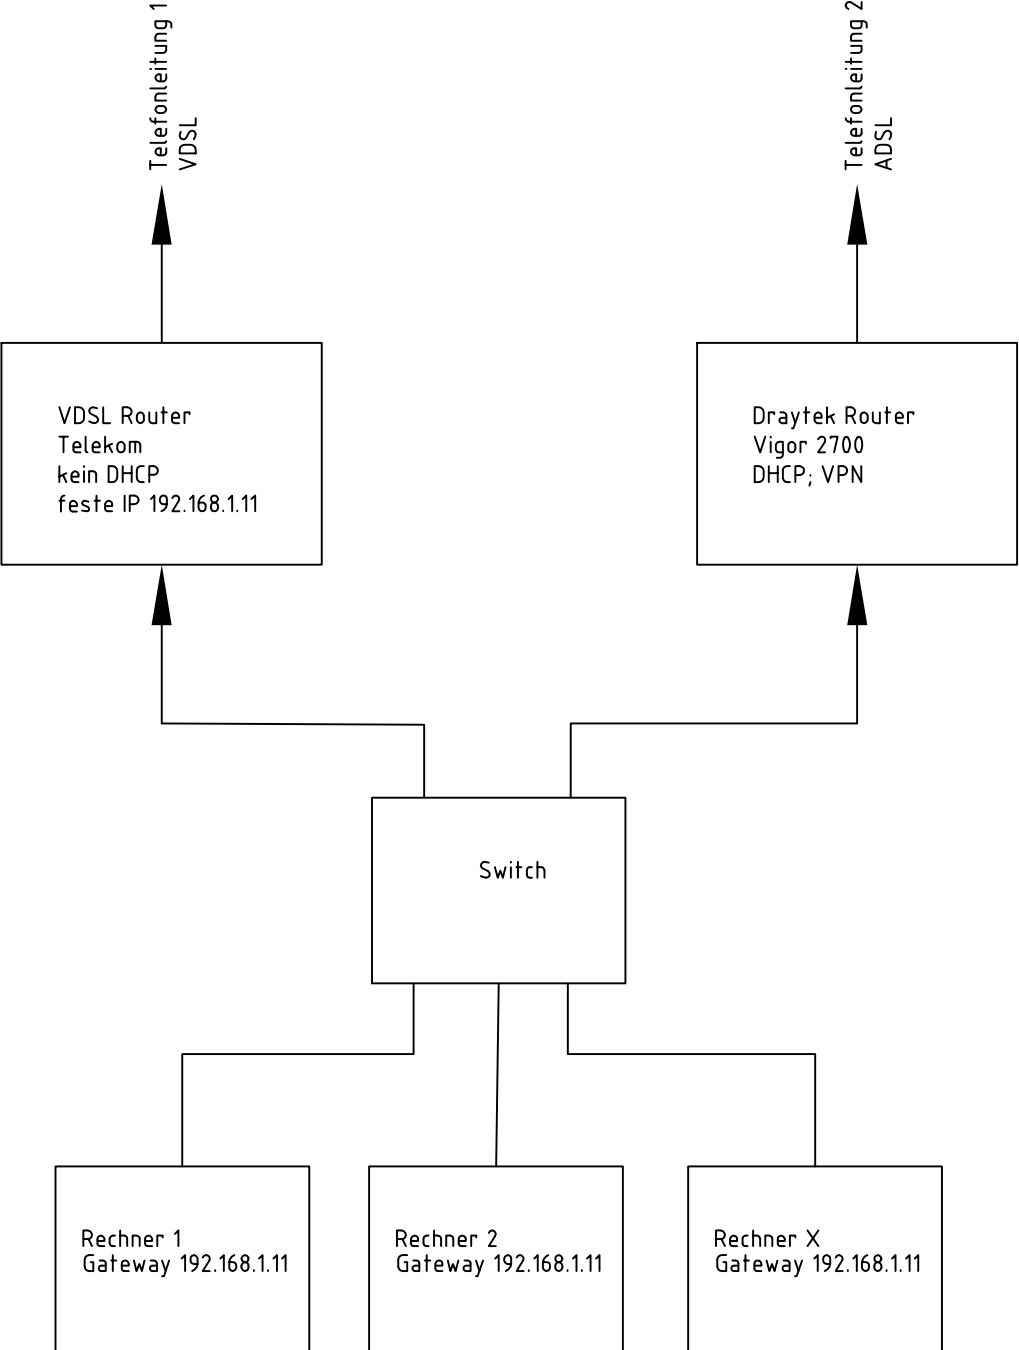 Telefonleitung 1
VDSL
Telefonleitung 2
ADSL
VDSL Router
Telekom
kein DHCP
feste IP 192.168.1.11
Draytek Router
Vigor 2700
DHCP; VPN
Switch
Rechner 1
Gateway 192.168.1.11
Rechner 2
Gateway 192.168.1.11
Rechner X
Gateway 192.168.1.11